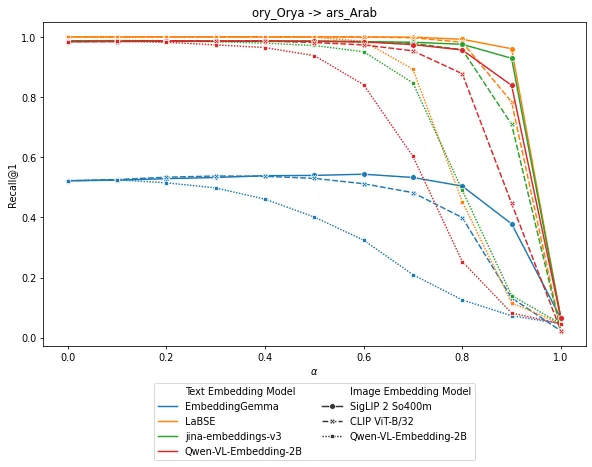 ory_Orya -> ars_Arab
1.0
0.8
0.6
0.4
0.2
0.0
Recall@1
0.0 0.2 0.4 0.6 0.8 1.0
α
Text Embedding Model Image Embedding Model
EmbeddingGemma SigLIP 2 So400m
LaBSE CLIP ViT-B/32
jina-embeddings-v3 Qwen-VL-Embedding-2B
Qwen-VL-Embedding-2B